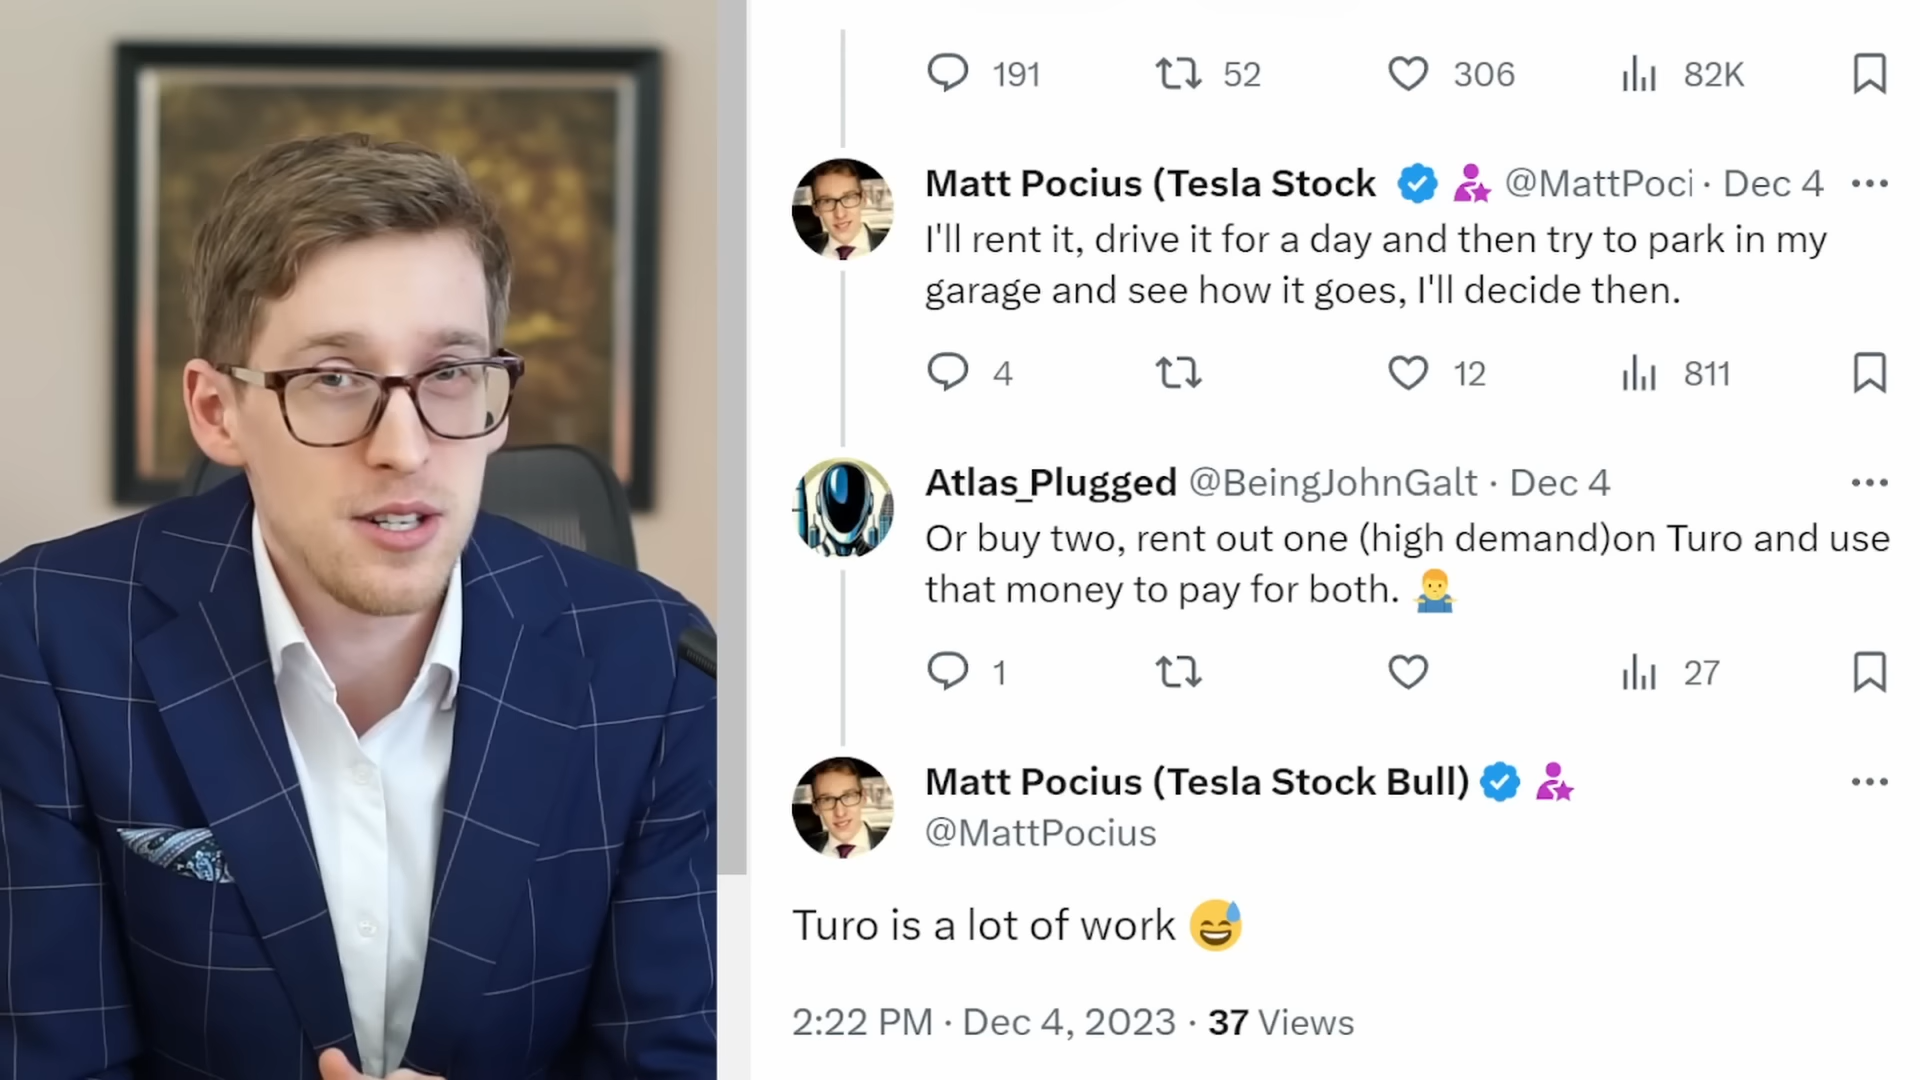 191 52 306 82K
Matt Pocius (Tesla Stock @MattPoci · Dec 4
I'll rent it, drive it for a day and then try to park in my
garage and see how it goes, I'll decide then.
4 12 811
Atlas_Plugged @BeingJohnGalt · Dec 4
Or buy two, rent out one (high demand)on Turo and use
that money to pay for both. 🤷‍♂️
1 27
Matt Pocius (Tesla Stock Bull)
@MattPocius
Turo is a lot of work 😅
2:22 PM · Dec 4, 2023 · 37 Views